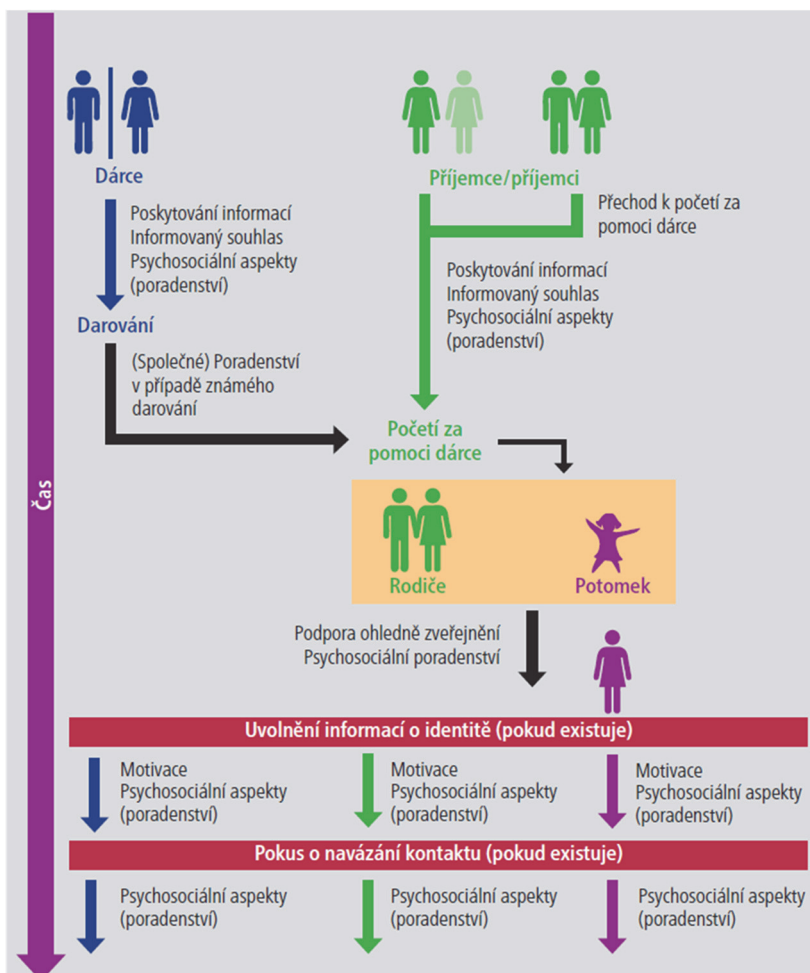 Dárce
Příjemce/příjemci
Poskytování informací
Informovaný souhlas
Psychosociální aspekty
(poradenství)
Přechod k početí za
pomoci dárce
Poskytování informací
Informovaný souhlas
Psychosociální aspekty
(poradenství)
Darování
(Společné) Poradenství
v případě známého
darování
Početí za
pomoci dárce
Čas
Rodiče
Potomek
Podpora ohledně zveřejnění
Psychosociální poradenství
Uvolnění informací o identitě (pokud existuje)
Motivace
Psychosociální aspekty
(poradenství)
Motivace
Psychosociální aspekty
(poradenství)
Motivace
Psychosociální aspekty
(poradenství)
Pokus o navázání kontaktu (pokud existuje)
Psychosociální aspekty
(poradenství)
Psychosociální aspekty
(poradenství)
Psychosociální aspekty
(poradenství)